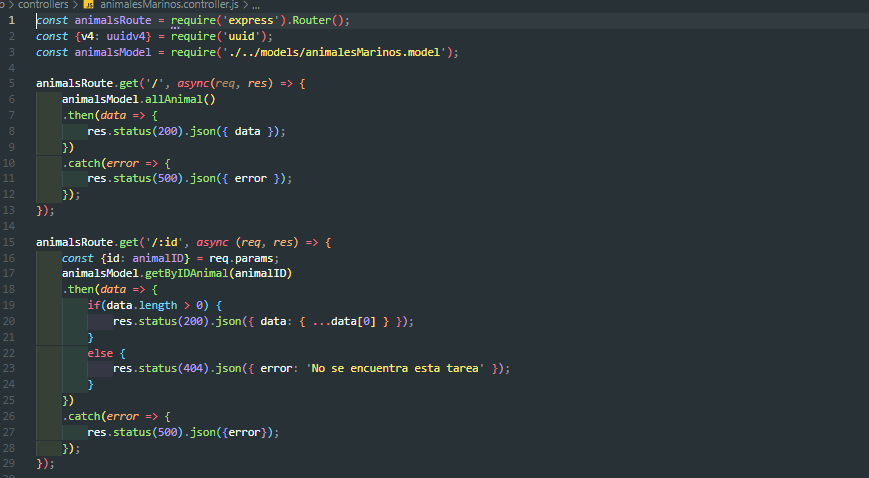 controllers > JS animalesMarinos.controller.js > ...
1 const animalsRoute = require('express').Router();
2 const {v4: uuidv4} = require('uuid');
3 const animalsModel = require('./../models/animalesMarinos.model');
4
5 animalsRoute.get('/', async(req, res) => {
6     animalsModel.allAnimal()
7     .then(data => {
8         res.status(200).json({ data });
9     })
10     .catch(error => {
11         res.status(500).json({ error });
12     });
13 });
14
15 animalsRoute.get('/:id', async (req, res) => {
16     const {id: animalID} = req.params;
17     animalsModel.getByIDAnimal(animalID)
18     .then(data => {
19         if(data.length > 0) {
20             res.status(200).json({ data: { ...data[0] } });
21         }
22         else {
23             res.status(404).json({ error: 'No se encuentra esta tarea' });
24         }
25     })
26     .catch(error => {
27         res.status(500).json({error});
28     });
29 });